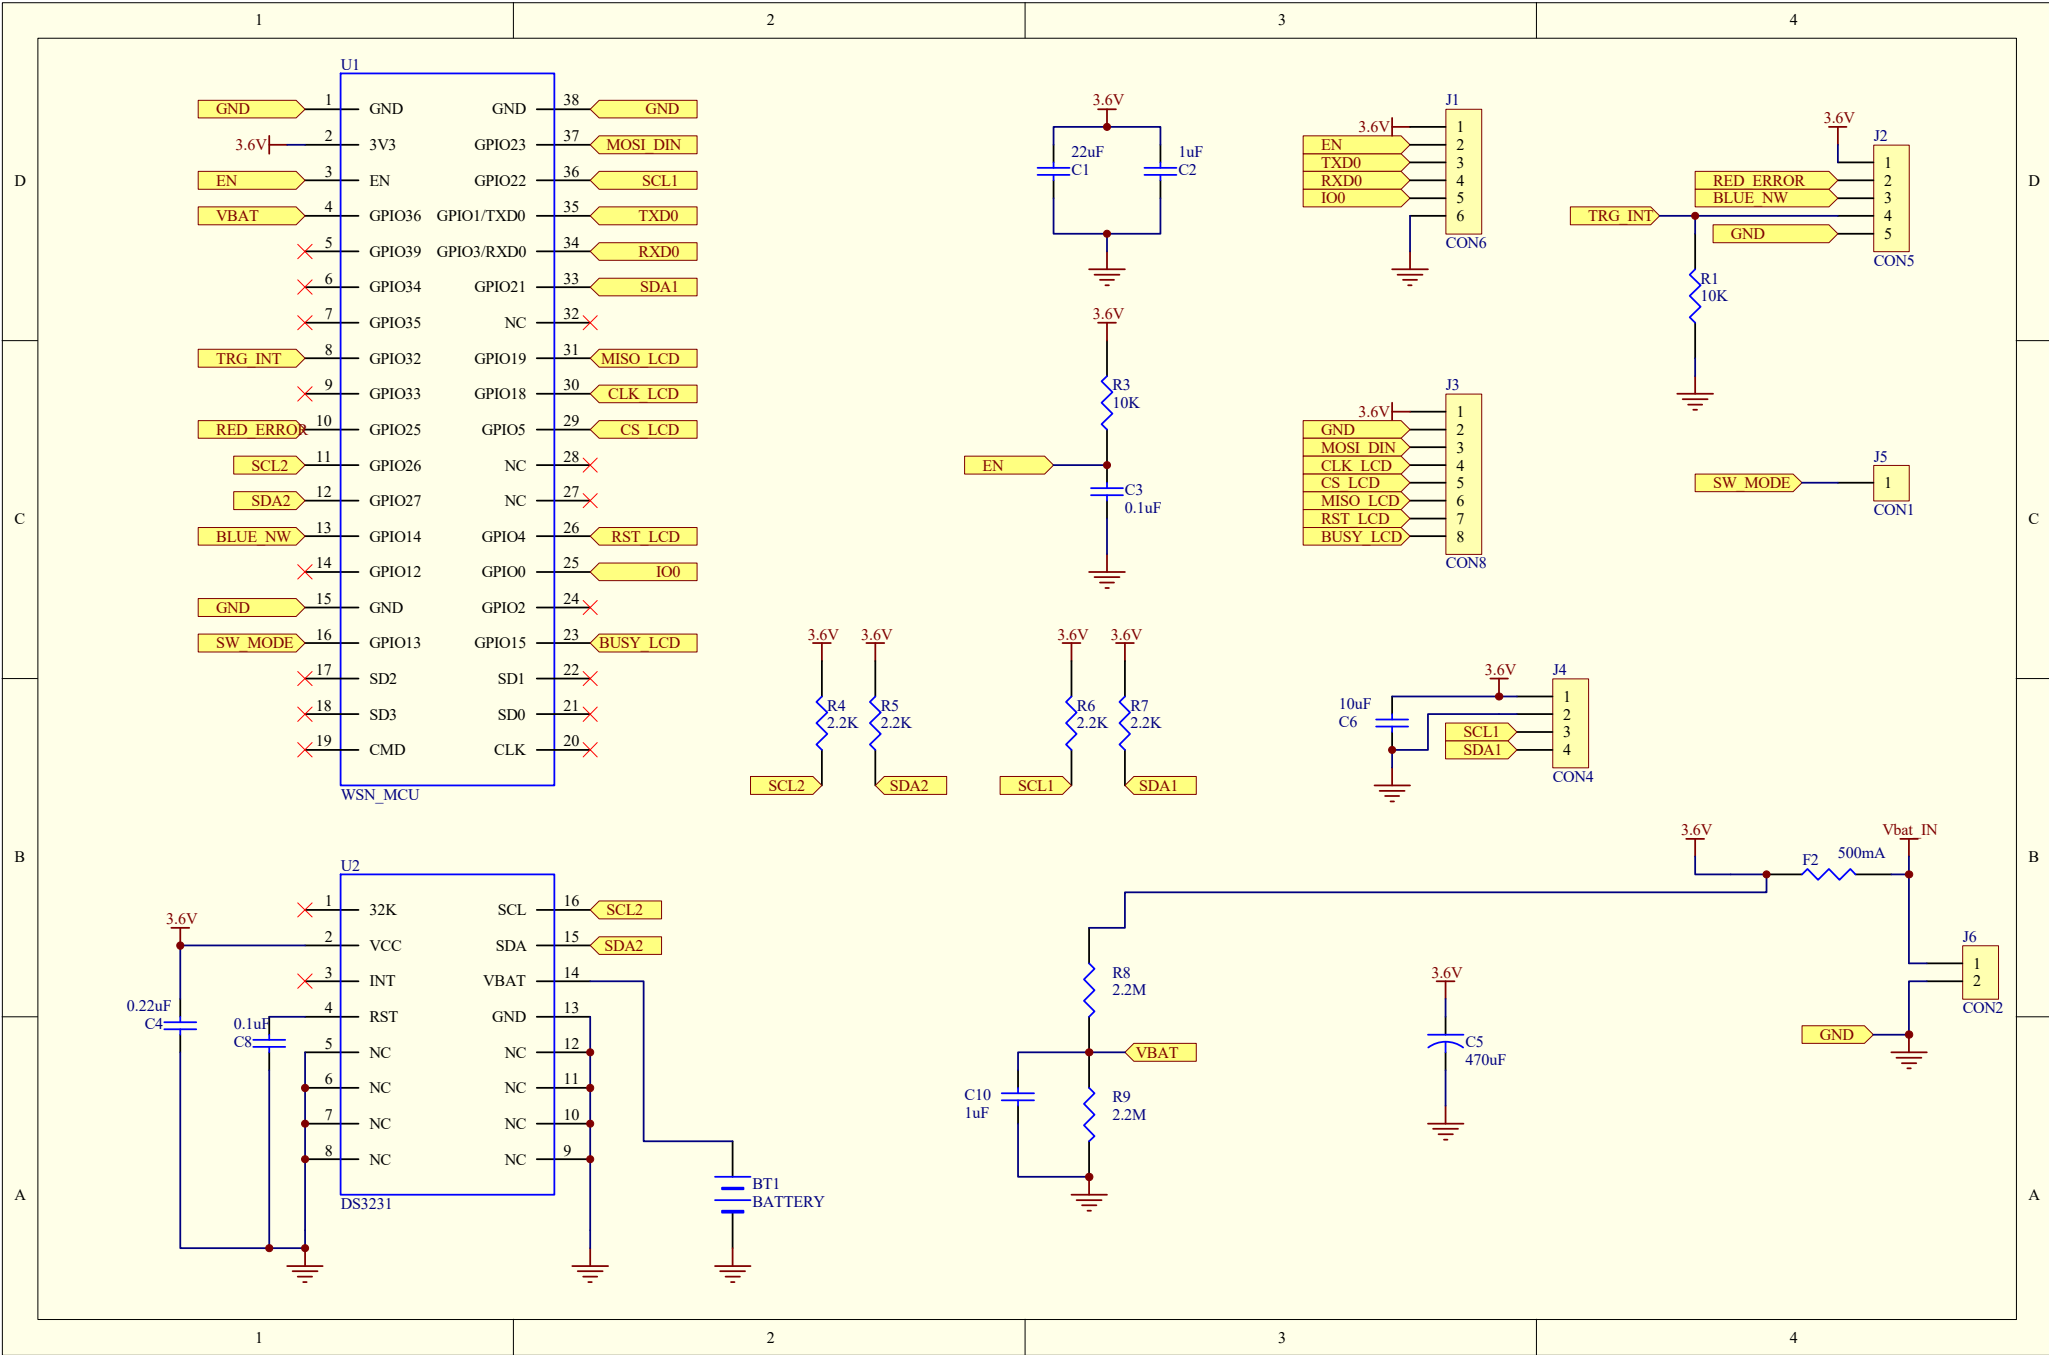 1 2 3 4
D D
C C
B B
A A
1 2 3 4
U1
GND 1 GND GND 38 GND
3.6V 2 3V3 GPIO23 37 MOSI_DIN
EN 3 EN GPIO22 36 SCL1
VBAT 4 GPIO36 GPIO1/TXD0 35 TXD0
5 GPIO39 GPIO3/RXD0 34 RXD0
6 GPIO34 GPIO21 33 SDA1
7 GPIO35 NC 32
TRG_INT 8 GPIO32 GPIO19 31 MISO_LCD
9 GPIO33 GPIO18 30 CLK_LCD
RED_ERROR 10 GPIO25 GPIO5 29 CS_LCD
SCL2 11 GPIO26 NC 28
SDA2 12 GPIO27 NC 27
BLUE_NW 13 GPIO14 GPIO4 26 RST_LCD
14 GPIO12 GPIO0 25 IO0
GND 15 GND GPIO2 24
SW_MODE 16 GPIO13 GPIO15 23 BUSY_LCD
17 SD2 SD1 22
18 SD3 SD0 21
19 CMD CLK 20
WSN_MCU
3.6V
22uF
C1
1uF
C2
3.6V
R3
10K
EN
C3
0.1uF
J1
3.6V 1
EN 2
TXD0 3
RXD0 4
IO0 5
6
CON6
3.6V
J2
1
RED_ERROR 2
BLUE_NW 3
TRG_INT 4
GND 5
CON5
R1
10K
J3
3.6V 1
GND 2
MOSI_DIN 3
CLK_LCD 4
CS_LCD 5
MISO_LCD 6
RST_LCD 7
BUSY_LCD 8
CON8
J5
SW_MODE 1
CON1
3.6V 3.6V
R4 R5
2.2K 2.2K
SCL2 SDA2
3.6V 3.6V
R6 R7
2.2K 2.2K
SCL1 SDA1
3.6V
J4
10uF
C6
1
2
SCL1 3
SDA1 4
CON4
U2
1 32K SCL 16 SCL2
3.6V
2 VCC SDA 15 SDA2
3 INT VBAT 14
4 RST GND 13
5 NC NC 12
6 NC NC 11
7 NC NC 10
8 NC NC 9
DS3231
0.22uF
C4
0.1uF
C8
BT1
BATTERY
3.6V
F2
500mA
Vbat_IN
J6
1
2
CON2
GND
R8
2.2M
VBAT
C10
1uF
R9
2.2M
3.6V
C5
470uF